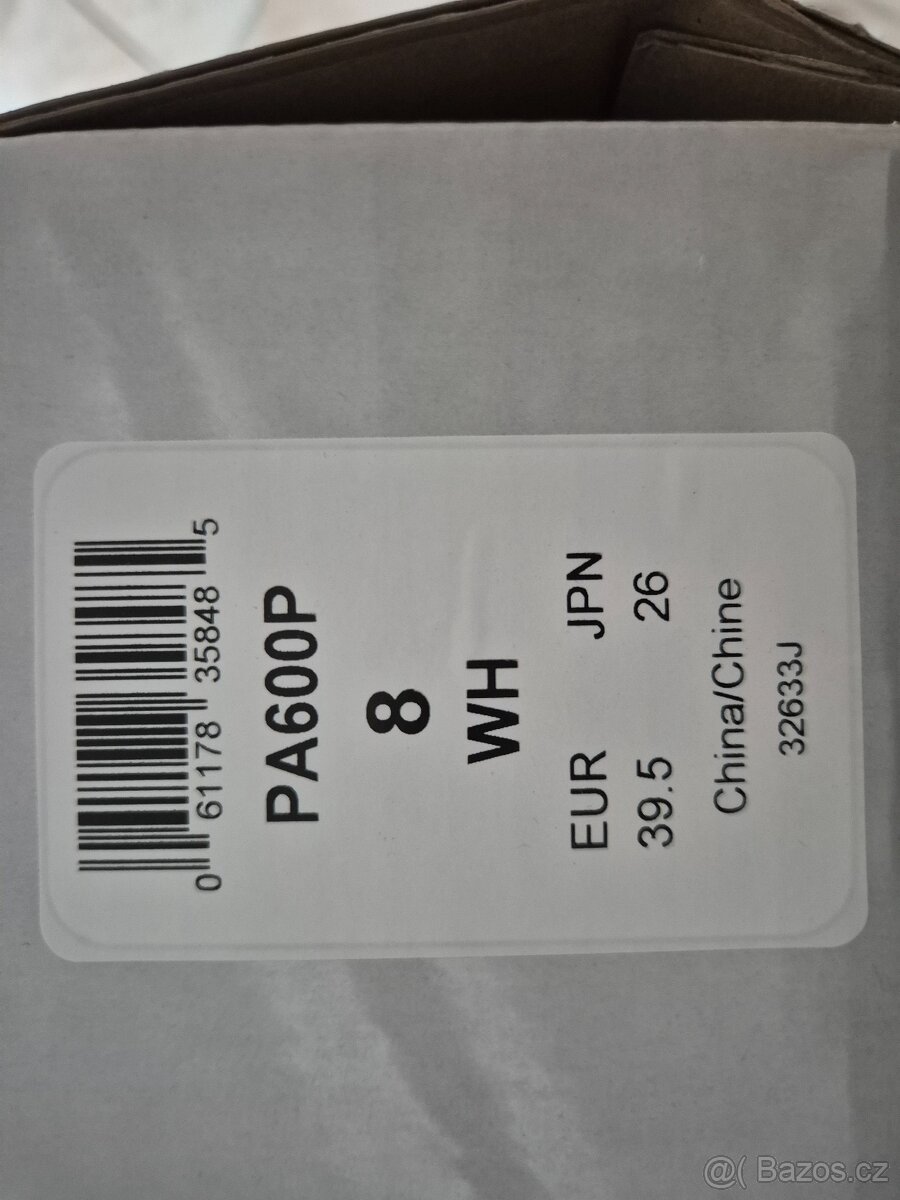 0 61178 35848 5
PA600P
8
WH
EUR JPN
39.5 26
China/Chine
32633J
@( Bazos.cz